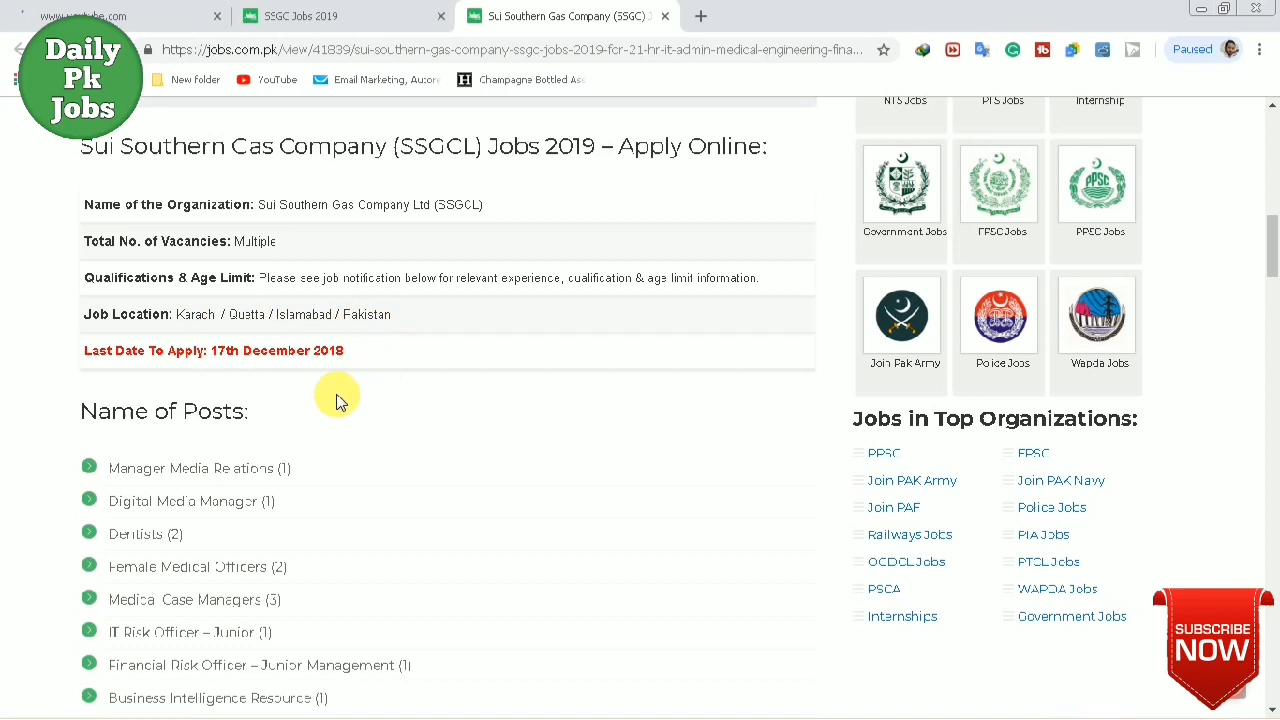 www.youtube.com
SSGC Jobs 2019
Sui Southern Gas Company (SSGC) J
https://jobs.com.pk/view/41839/sui-southern-gas-company-ssgc-jobs-2019-for-21-hr-it-admin-medical-engineering-fina...
Paused
New folder
YouTube
Email Marketing, Autore
Champagne Bottled As
Daily
Pk
Jobs
NTS Jobs
PTS Jobs
Internship
Sui Southern Gas Company (SSGCL) Jobs 2019 – Apply Online:
Name of the Organization: Sui Southern Gas Company Ltd (SSGCL)
Total No. of Vacancies: Multiple
Qualifications & Age Limit: Please see job notification below for relevant experience, cualification & age limit information.
Job Location: Karachi / Quetta / Islamabad / Pakistan
Last Date To Apply: 17th December 2018
Government Jobs
FPSC Jobs
PPSC Jobs
PPSC
Join Pak Army
Police Jobs
Wapda Jobs
Name of Posts:
Manager Media Relations (1)
Digital Media Manager (1)
Dentists (2)
Female Medical Officers (2)
Medical Case Managers (3)
IT Risk Officer – Junior (1)
Financial Risk Officer – Junior Management (1)
Business Intelligence Resource (1)
Jobs in Top Organizations:
PPSC
FPSC
Join PAK Army
Join PAK Navy
Join PAF
Police Jobs
Railways Jobs
PIA Jobs
OGDCL Jobs
PTCL Jobs
PSCA
WAPDA Jobs
Internships
Government Jobs
SUBSCRIBE
NOW